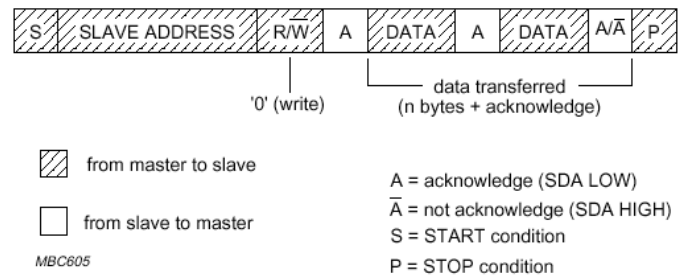 S SLAVE ADDRESS R/W̅ A DATA A DATA A/A̅ P
data transferred
'0' (write)
(n bytes + acknowledge)
from master to slave
from slave to master
MBC605
A = acknowledge (SDA LOW)
A̅ = not acknowledge (SDA HIGH)
S = START condition
P = STOP condition